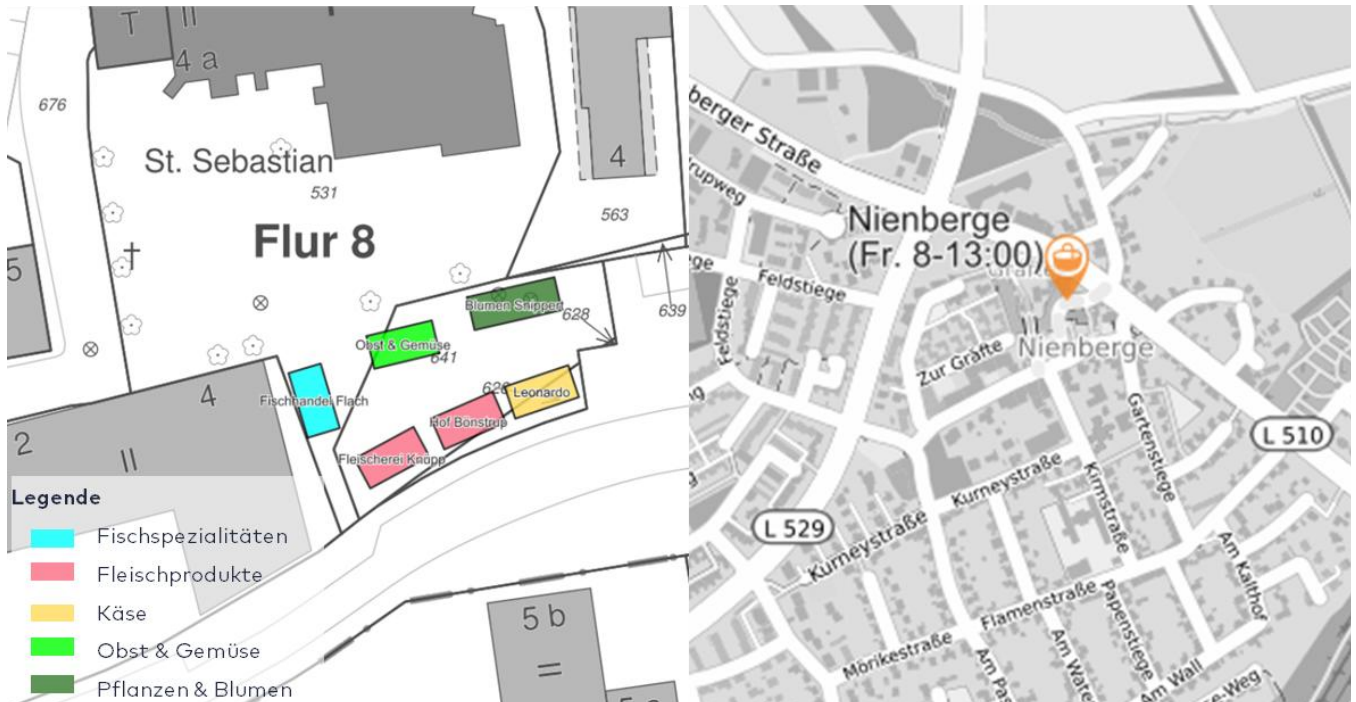 T
II
4 a
676
St. Sebastian
531
4
563
Flur 8
5
Blumen Snippert
628
639
Obst & Gemüse
641
4
Fischhandel Flach
Leonardo
Hof Bönstrup
Fleischerei Knopp
2
II
Legende
Fischspezialitäten
Fleischprodukte
Käse
Obst & Gemüse
Pflanzen & Blumen
5 b
II
berger Straße
rupweg
Nienberge
(Fr. 8-13:00)
Feldstiege
Feldstiege
Zur Gräfte
Nienberge
Gartenstiege
L 510
Kurneystraße
Kurneystraße
Kirmstraße
L 529
Am Kalthof
Flamenstraße
Papenstiege
Mörikestraße
Am Wall